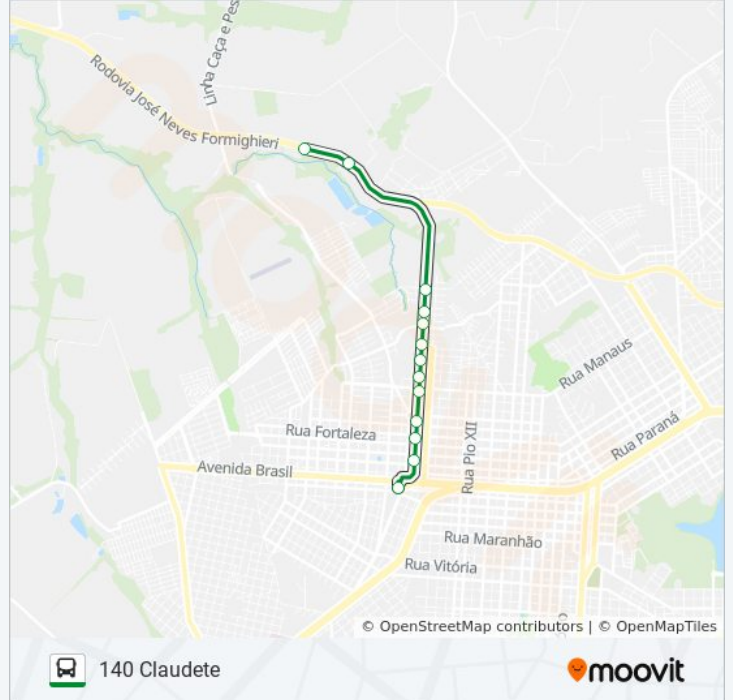 Linha Caça e Pes
Rodovia José Neves Formighieri
Rua Manaus
Rua Paraná
Rua Fortaleza
Rua Pio XII
Avenida Brasil
Rua Maranhão
Rua Vitória
© OpenStreetMap contributors | © OpenMapTiles
140 Claudete
moovit